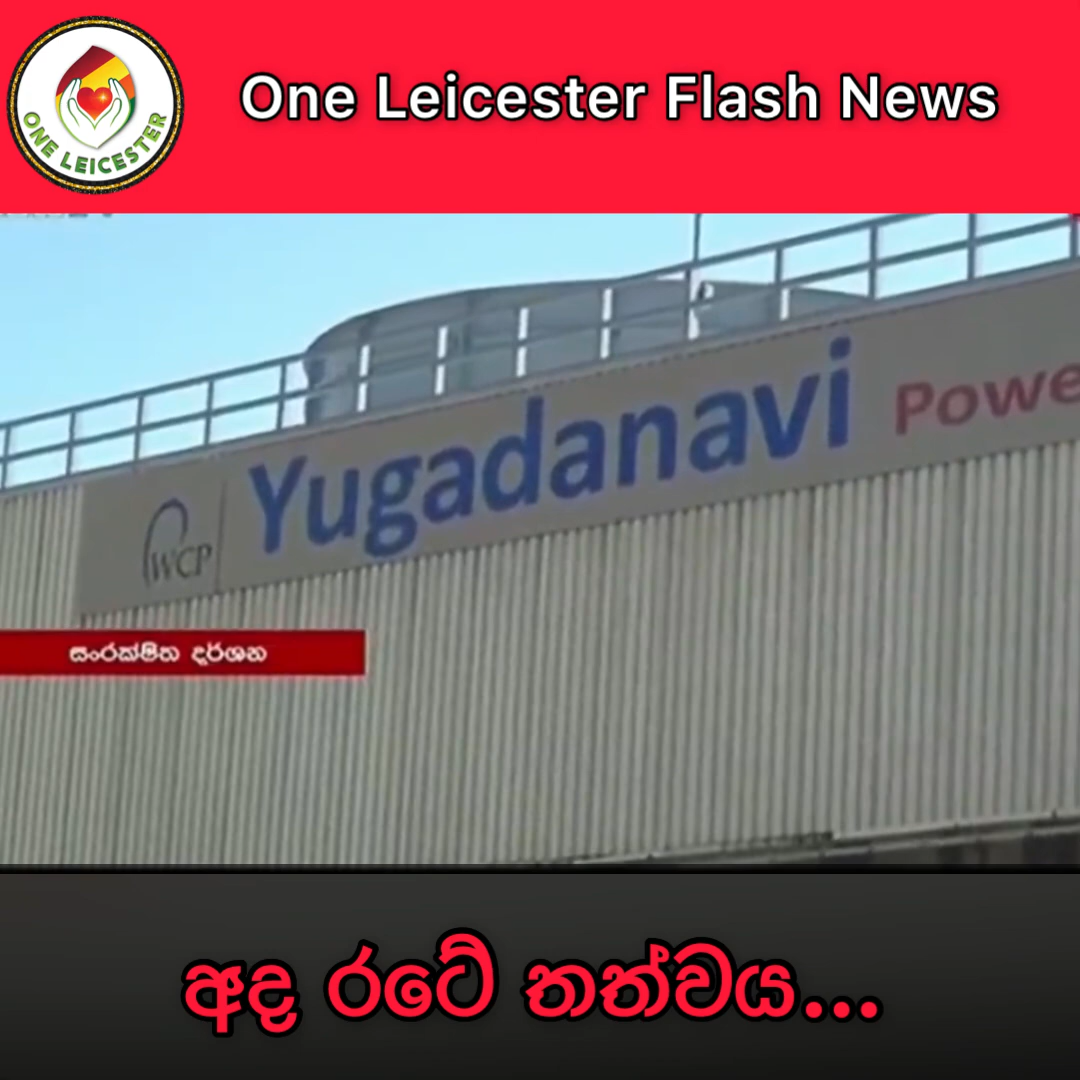 One Leicester Flash News
ONE LEICESTER
Yugadanavi
WCP
සංරක්ෂිත දර්ශන
අද රටේ තත්වය...